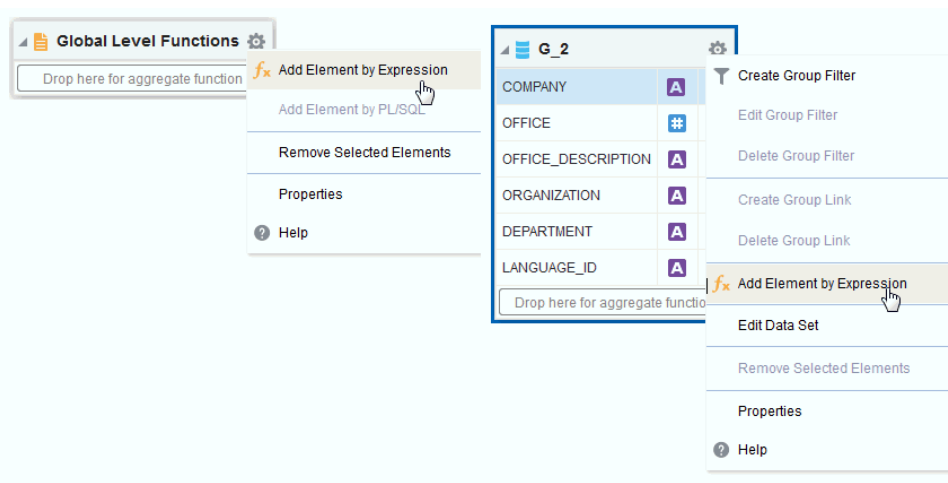 Global Level Functions
Drop here for aggregate function
Add Element by Expression
Add Element by PL/SQL
Remove Selected Elements
Properties
Help
G_2
COMPANY A
OFFICE #
OFFICE_DESCRIPTION A
ORGANIZATION A
DEPARTMENT A
LANGUAGE_ID A
Drop here for aggregate functio
Create Group Filter
Edit Group Filter
Delete Group Filter
Create Group Link
Delete Group Link
fx Add Element by Expression
Edit Data Set
Remove Selected Elements
Properties
? Help